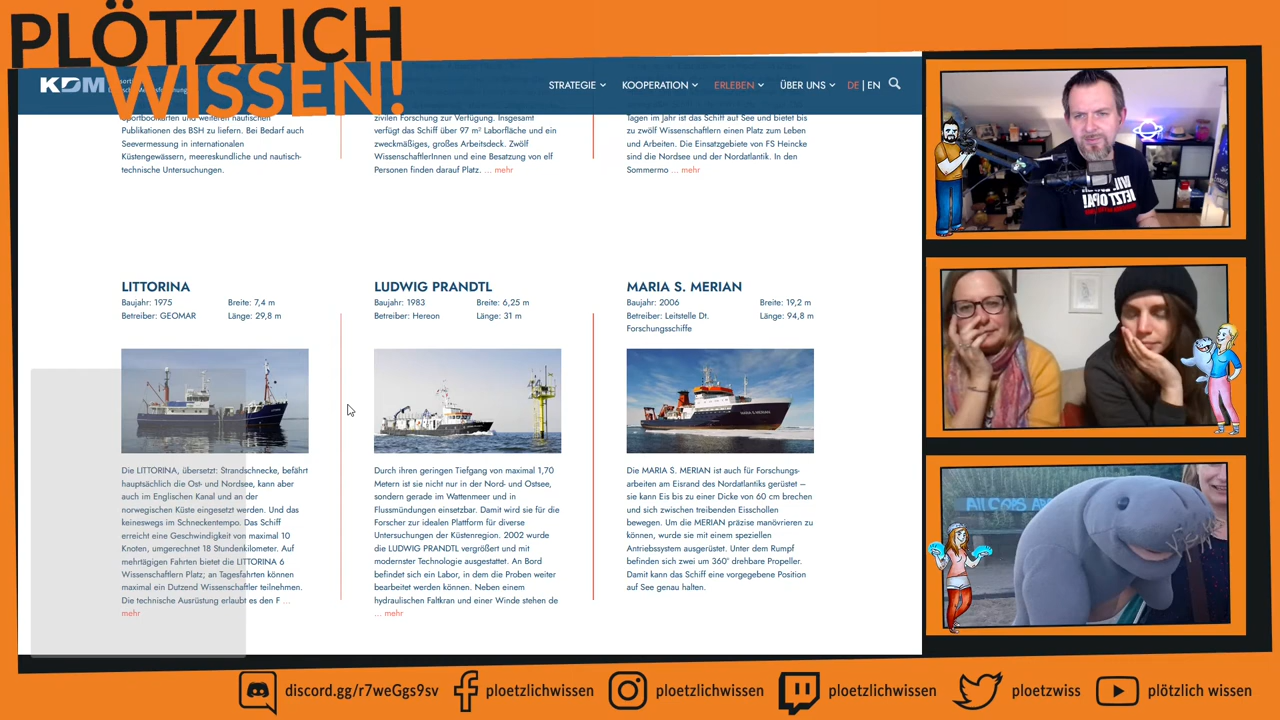 PLÖTZLICH
WISSEN!
KDM
STRATEGIE KOOPERATION ERLEBEN ÜBER UNS DE | EN
Sportbootkarten und weiteren nautischen
Publikationen des BSH zu liefern. Bei Bedarf auch
Seevermessung in internationalen
Küstengewässern, meereskundliche und nautisch-
technische Untersuchungen.
zivilen Forschung zur Verfügung. Insgesamt
verfügt das Schiff über 97 m² Laborfläche und ein
zweckmäßiges, großes Arbeitsdeck. Zwölf
WissenschaftlerInnen und eine Besatzung von elf
Personen finden darauf Platz. ... mehr
Tagen im Jahr ist das Schiff auf See und bietet bis
zu zwölf Wissenschaftlern einen Platz zum Leben
und Arbeiten. Die Einsatzgebiete von FS Heincke
sind die Nordsee und der Nordatlantik. In den
Sommermo ... mehr
LITTORINA
Baujahr: 1975 Breite: 7,4 m
Betreiber: GEOMAR Länge: 29,8 m
Die LITTORINA, übersetzt: Strandschnecke, befährt
hauptsächlich die Ost- und Nordsee, kann aber
auch im Englischen Kanal und an der
norwegischen Küste eingesetzt werden. Und das
keineswegs im Schneckentempo. Das Schiff
erreicht eine Geschwindigkeit von maximal 10
Knoten, umgerechnet 18 Stundenkilometer. Auf
mehrtägigen Fahrten bietet die LITTORINA 6
Wissenschaftlern Platz; an Tagesfahrten können
maximal ein Dutzend Wissenschaftler teilnehmen.
Die technische Ausrüstung erlaubt es den F ...
mehr
LUDWIG PRANDTL
Baujahr: 1983 Breite: 6,25 m
Betreiber: Hereon Länge: 31 m
Durch ihren geringen Tiefgang von maximal 1,70
Metern ist sie nicht nur in der Nord- und Ostsee,
sondern gerade im Wattenmeer und in
Flussmündungen einsetzbar. Damit wird sie für die
Forscher zur idealen Plattform für diverse
Untersuchungen der Küstenregion. 2002 wurde
die LUDWIG PRANDTL vergrößert und mit
modernster Technologie ausgestattet. An Bord
befindet sich ein Labor, in dem die Proben weiter
bearbeitet werden können. Neben einem
hydraulischen Faltkran und einer Winde stehen de
... mehr
MARIA S. MERIAN
Baujahr: 2006 Breite: 19,2 m
Betreiber: Leitstelle Dt. Länge: 94,8 m
Forschungsschiffe
Die MARIA S. MERIAN ist auch für Forschungs-
arbeiten am Eisrand des Nordatlantiks gerüstet –
sie kann Eis bis zu einer Dicke von 60 cm brechen
und sich zwischen treibenden Eisschollen
bewegen. Um die MERIAN präzise manövrieren zu
können, wurde sie mit einem speziellen
Antriebssystem ausgerüstet. Unter dem Rumpf
befinden sich zwei um 360° drehbare Propeller.
Damit kann das Schiff eine vorgegebene Position
auf See genau halten.
JETZT OPA!
All COPS
discord.gg/r7weGgs9sv ploetzlichwissen ploetzlichwissen ploetzlichwissen ploetzwiss plötzlich wissen